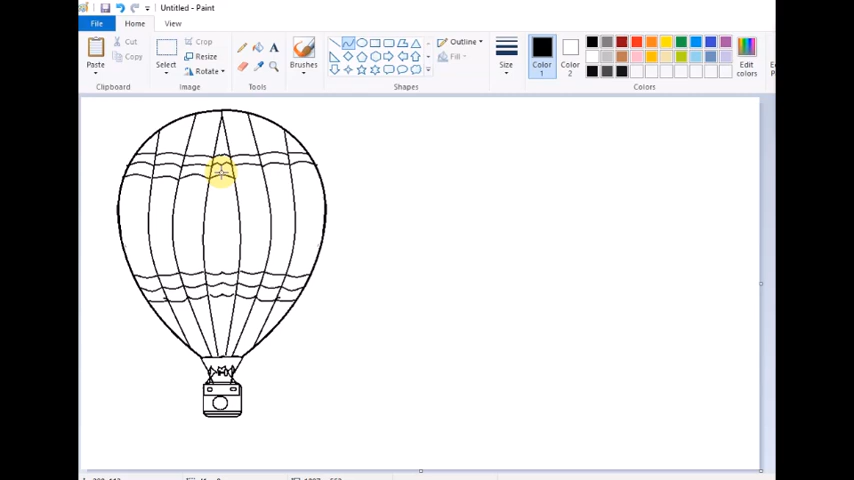 Untitled - Paint
File Home View
Paste
Cut
Copy
Clipboard
Select
Crop
Resize
Rotate
Image
A
Tools
Brushes
Outline
Fill
Shapes
Size
Color 1
Color 2
Edit colors
Colors